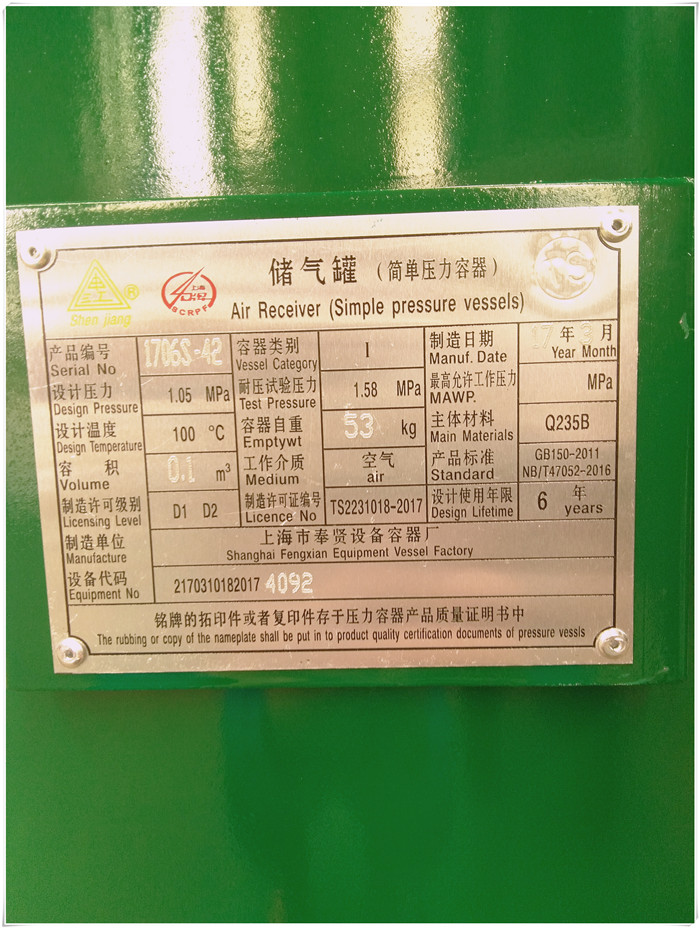 储气罐（简单压力容器）
Air Receiver (Simple pressure vessels)
Shen jiang ®
上海
SCRPF
产品编号 1706S-42 容器类别 I 制造日期 17年3月
Serial No Vessel Category Manuf. Date Year Month
设计压力 1.05 MPa 耐压试验压力 1.58 MPa 最高允许工作压力 MPa
Design Pressure Test Pressure MAWP.
设计温度 100 ℃ 容器自重 53 kg 主体材料 Q235B
Design Temperature Emptywt Main Materials
容 积 0.1 m³ 工作介质 空气 产品标准 GB150-2011
Volume Medium air Standard NB/T47052-2016
制造许可级别 D1 D2 制造许可证编号 TS2231018-2017 设计使用年限 6 年
Licensing Level Licence No Design Lifetime years
制造单位 上海市奉贤设备容器厂
Manufacture Shanghai Fengxian Equipment Vessel Factory
设备代码 2170310182017 4092
Equipment No
铭牌的拓印件或者复印件存于压力容器产品质量证明书中
The rubbing or copy of the nameplate shall be put in to product quality certification documents of pressure vessls